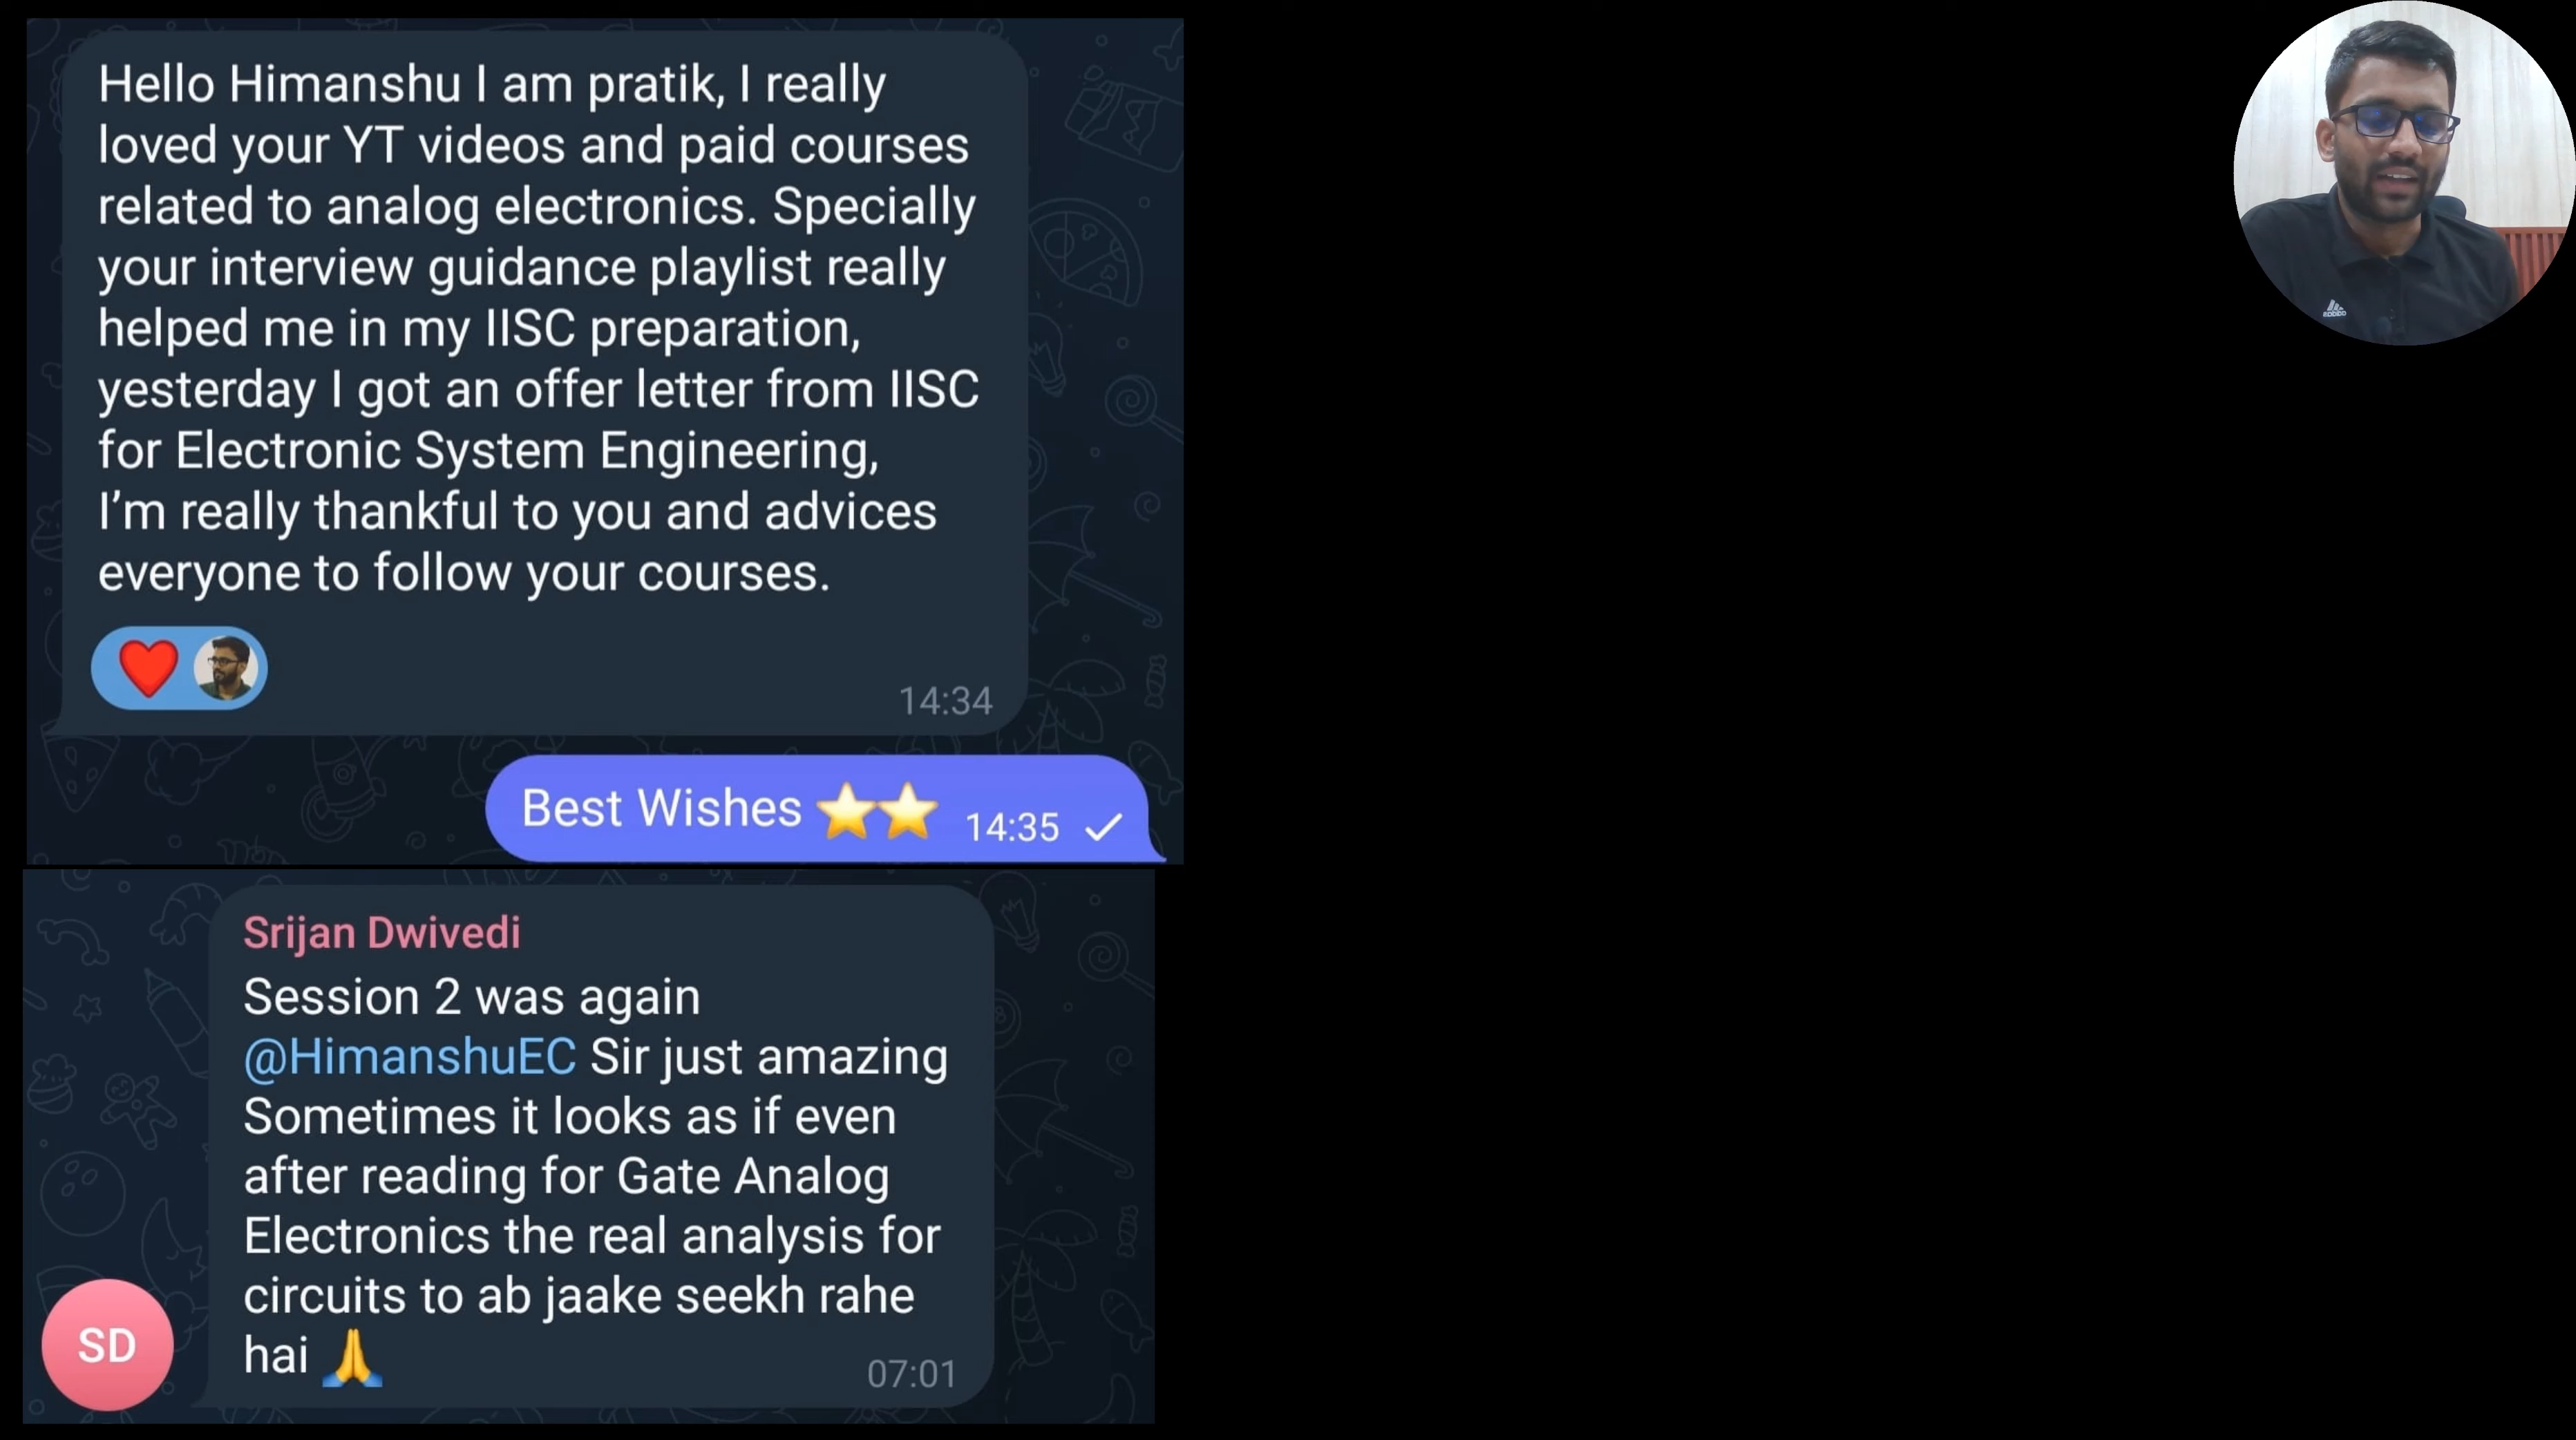 Hello Himanshu I am pratik, I really
loved your YT videos and paid courses
related to analog electronics. Specially
your interview guidance playlist really
helped me in my IISC preparation,
yesterday I got an offer letter from IISC
for Electronic System Engineering,
I'm really thankful to you and advices
everyone to follow your courses.
14:34
Best Wishes ⭐⭐ 14:35
Srijan Dwivedi
Session 2 was again
@HimanshuEC Sir just amazing
Sometimes it looks as if even
after reading for Gate Analog
Electronics the real analysis for
circuits to ab jaake seekh rahe
hai 🙏
07:01
SD